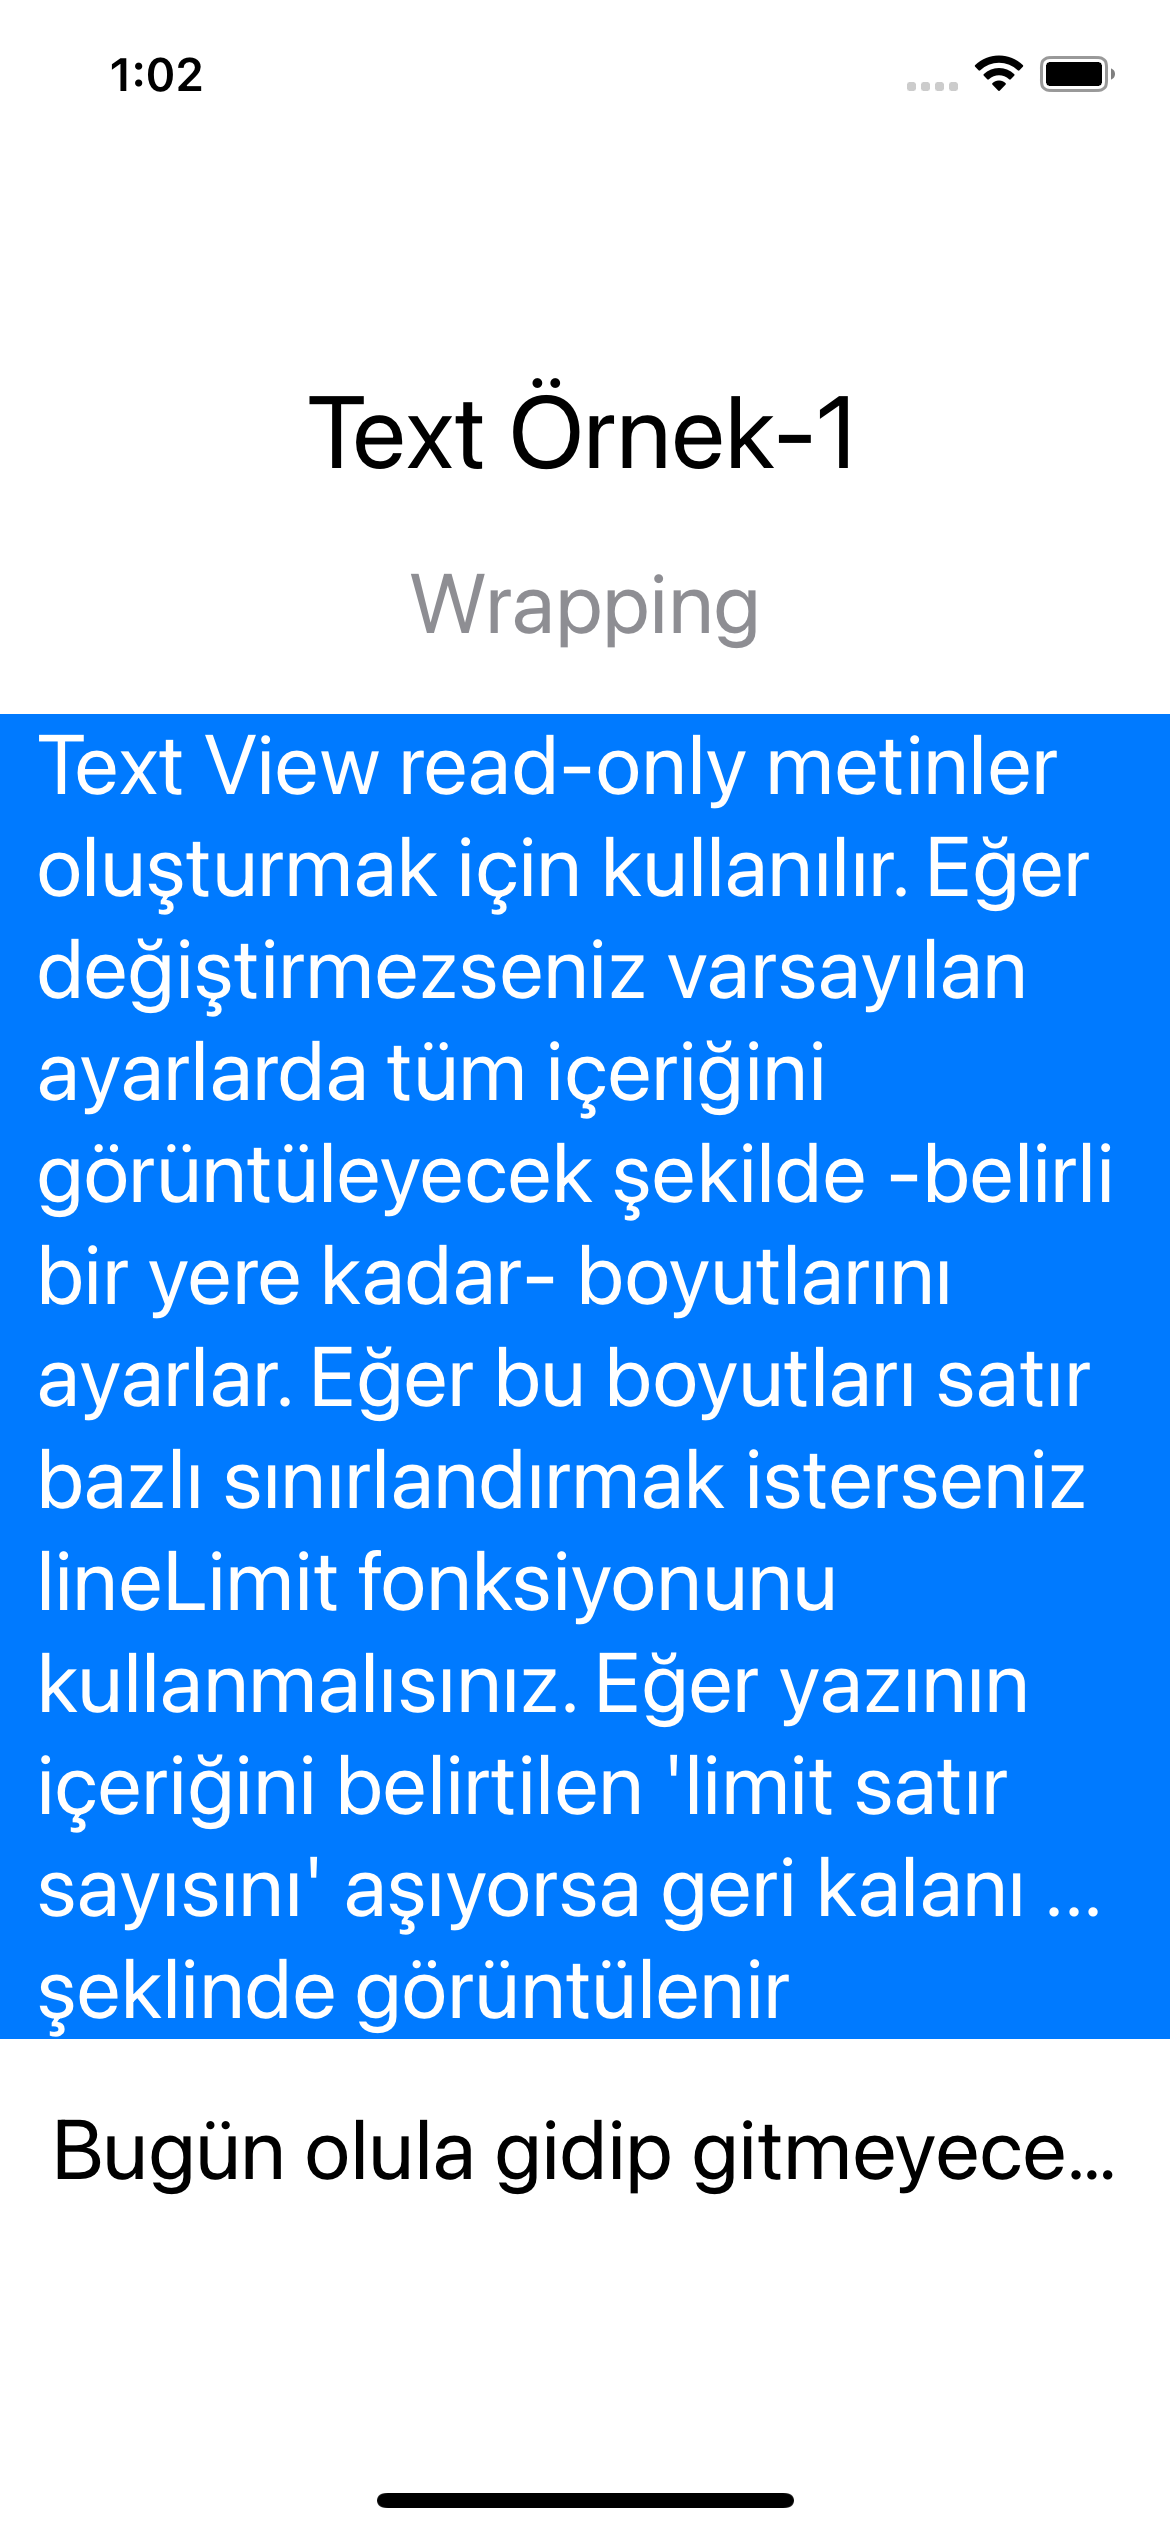 1:02
Text Örnek-1
Wrapping
Text View read-only metinler
oluşturmak için kullanılır. Eğer
değiştirmezseniz varsayılan
ayarlarda tüm içeriğini
görüntüleyecek şekilde -belirli
bir yere kadar- boyutlarını
ayarlar. Eğer bu boyutları satır
bazlı sınırlandırmak isterseniz
lineLimit fonksiyonunu
kullanmalısınız. Eğer yazının
içeriğini belirtilen 'limit satır
sayısını' aşıyorsa geri kalanı ...
şeklinde görüntülenir
Bugün olula gidip gitmeyece...